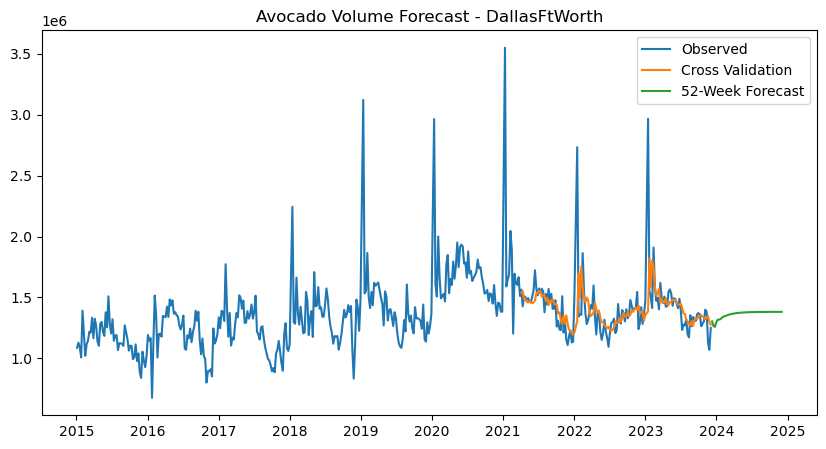 Avocado Volume Forecast - DallasFtWorth
1e6
Observed
Cross Validation
52-Week Forecast
3.5
3.0
2.5
2.0
1.5
1.0
2015 2016 2017 2018 2019 2020 2021 2022 2023 2024 2025